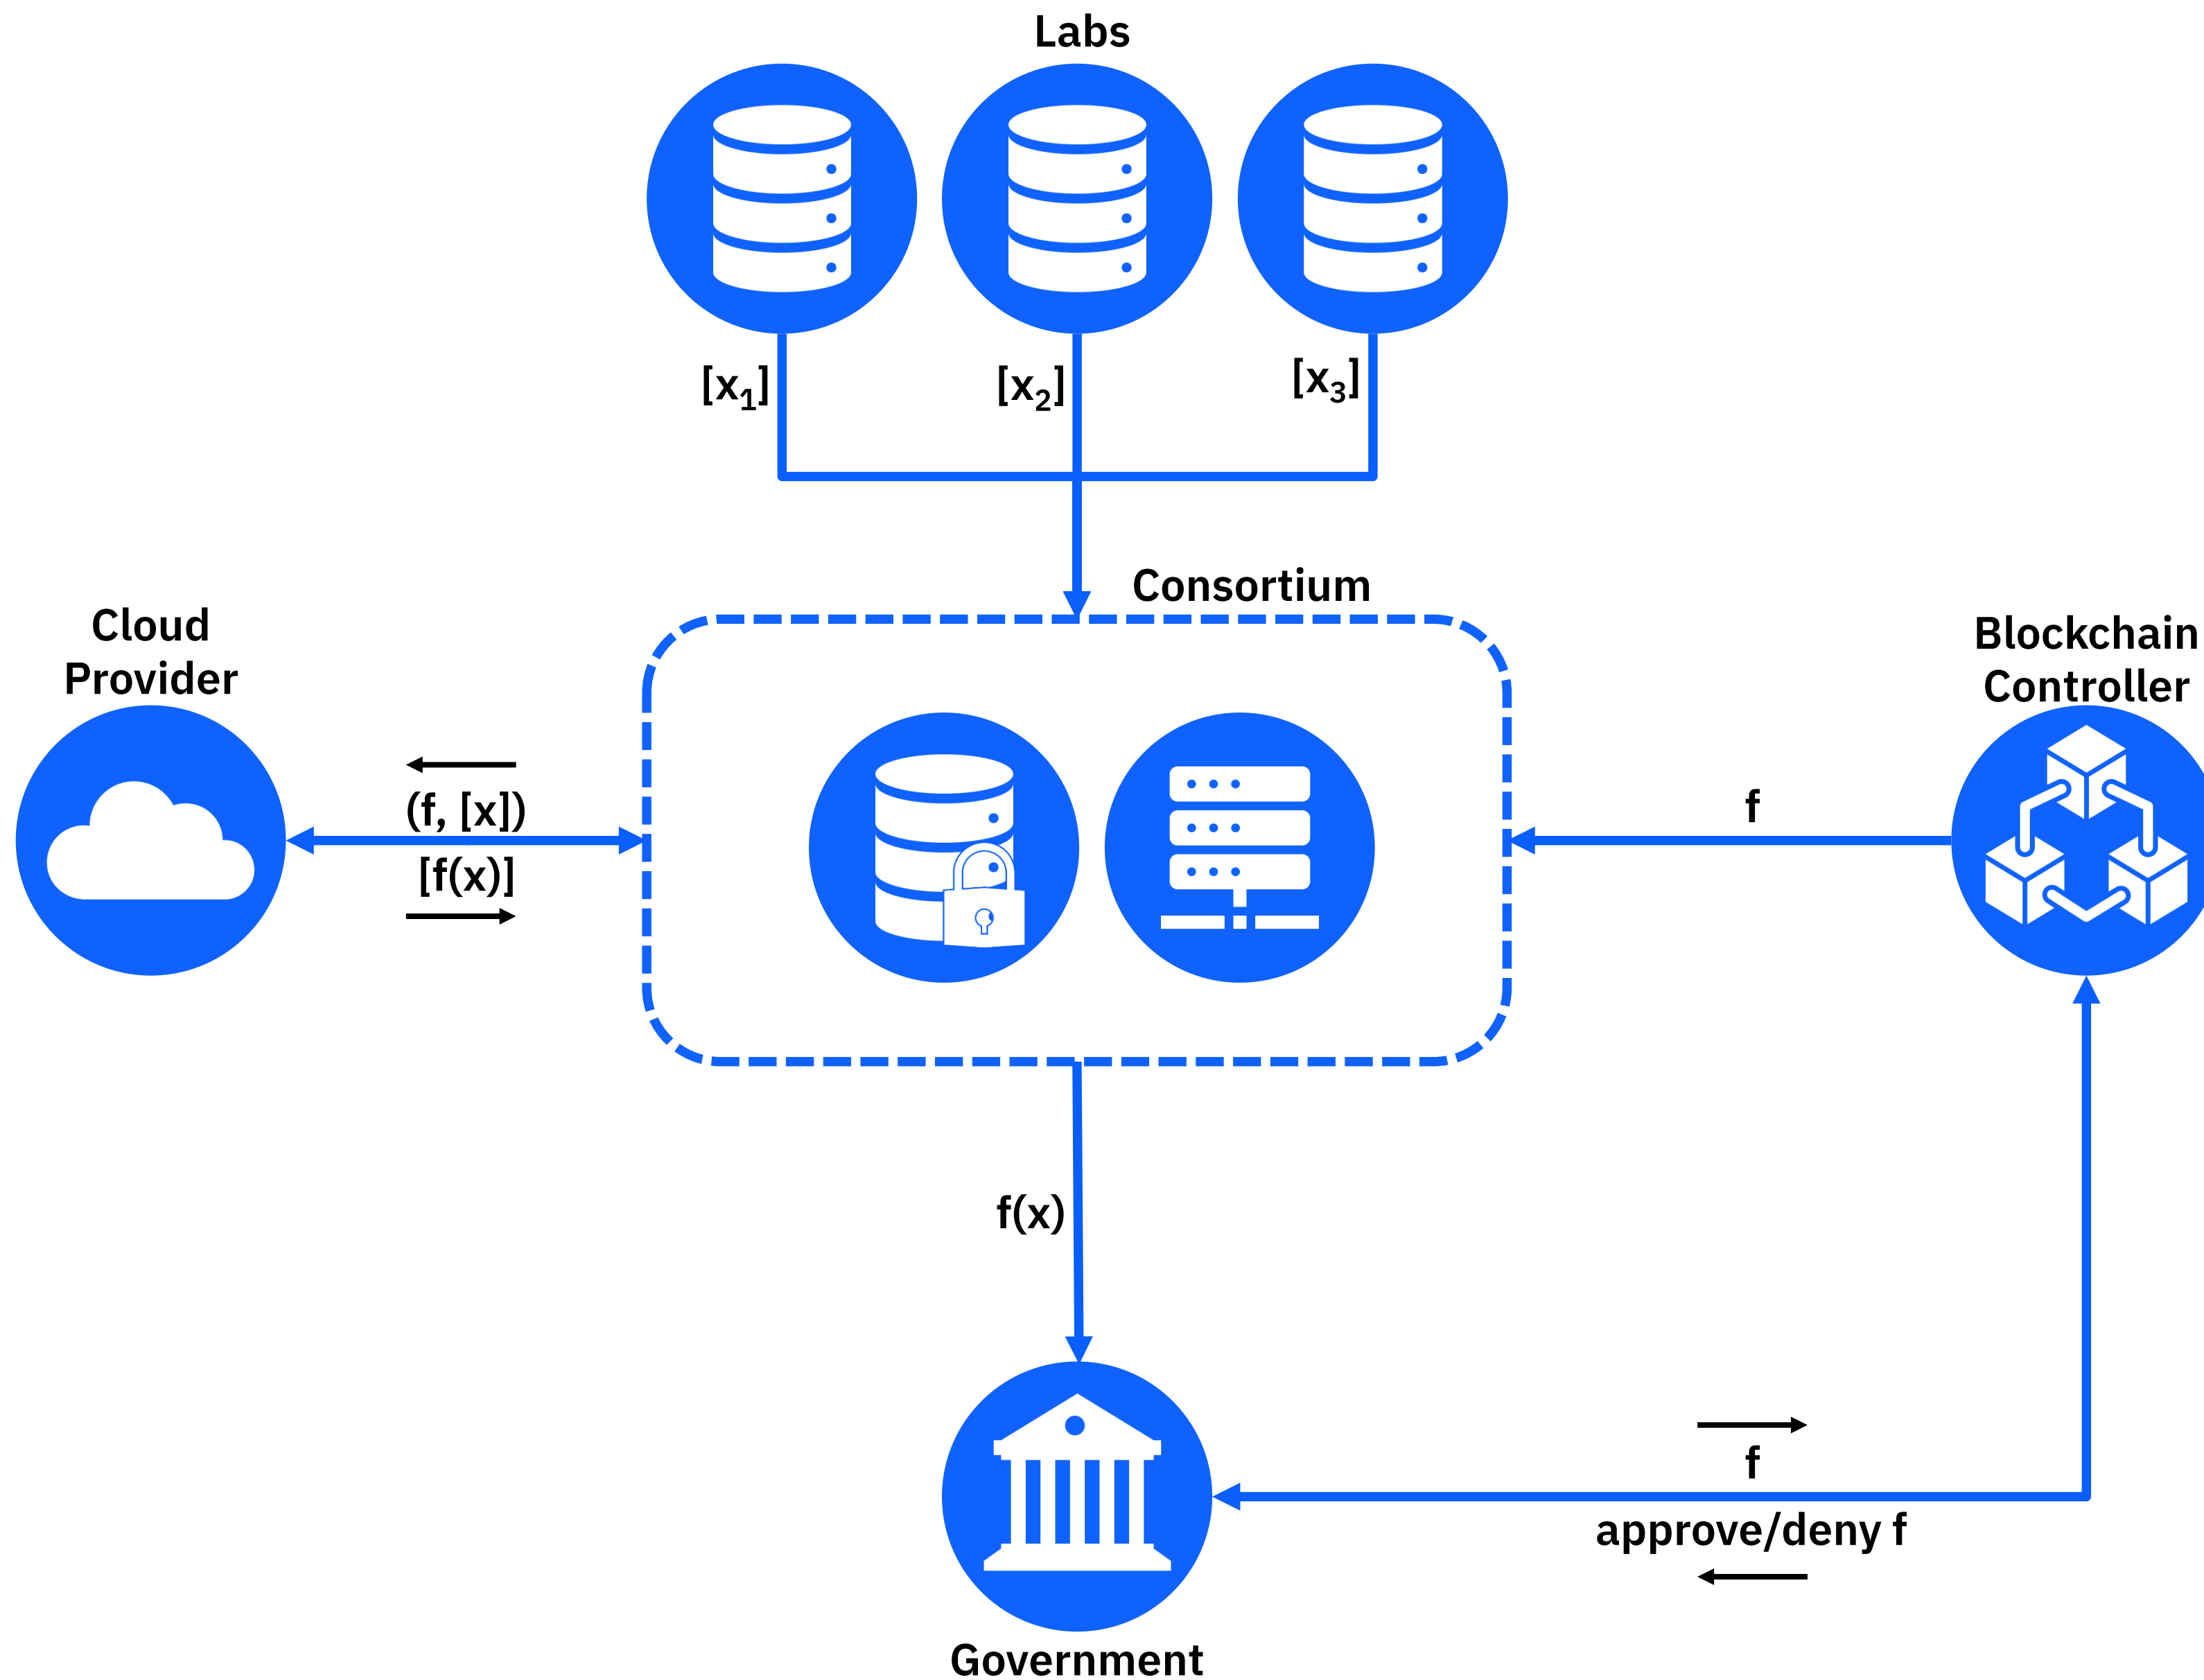 Labs
[x₁]
[x₂]
[x₃]
Consortium
Cloud
Provider
Blockchain
Controller
(f, [x])
[f(x)]
f
f(x)
f
approve/deny f
Government